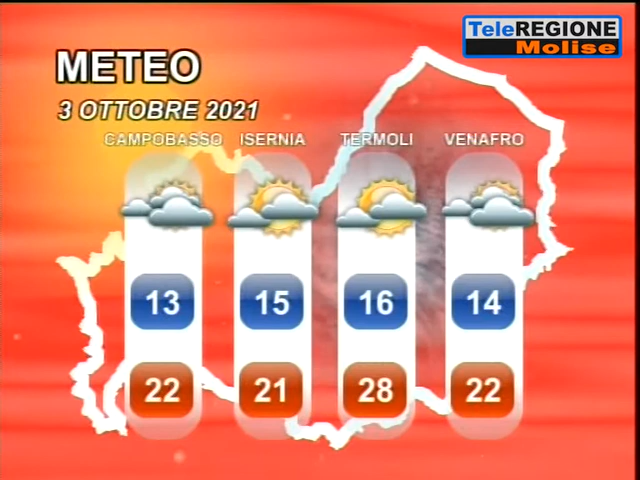 TeleREGIONE
Molise
METEO
3 OTTOBRE 2021
CAMPOBASSO ISERNIA TERMOLI VENAFRO
13 15 16 14
22 21 28 22